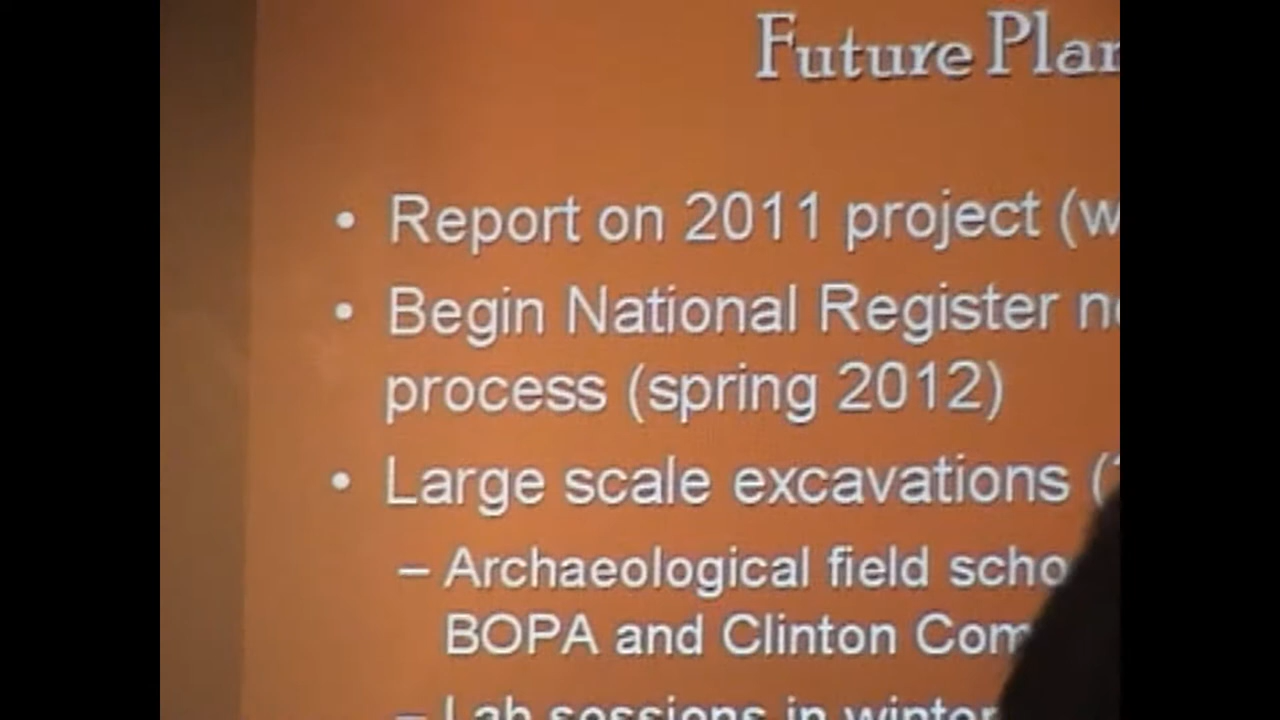 Future Plan
• Report on 2011 project (w
• Begin National Register no
process (spring 2012)
• Large scale excavations (
– Archaeological field scho
BOPA and Clinton Com
– Lab sessions in winter